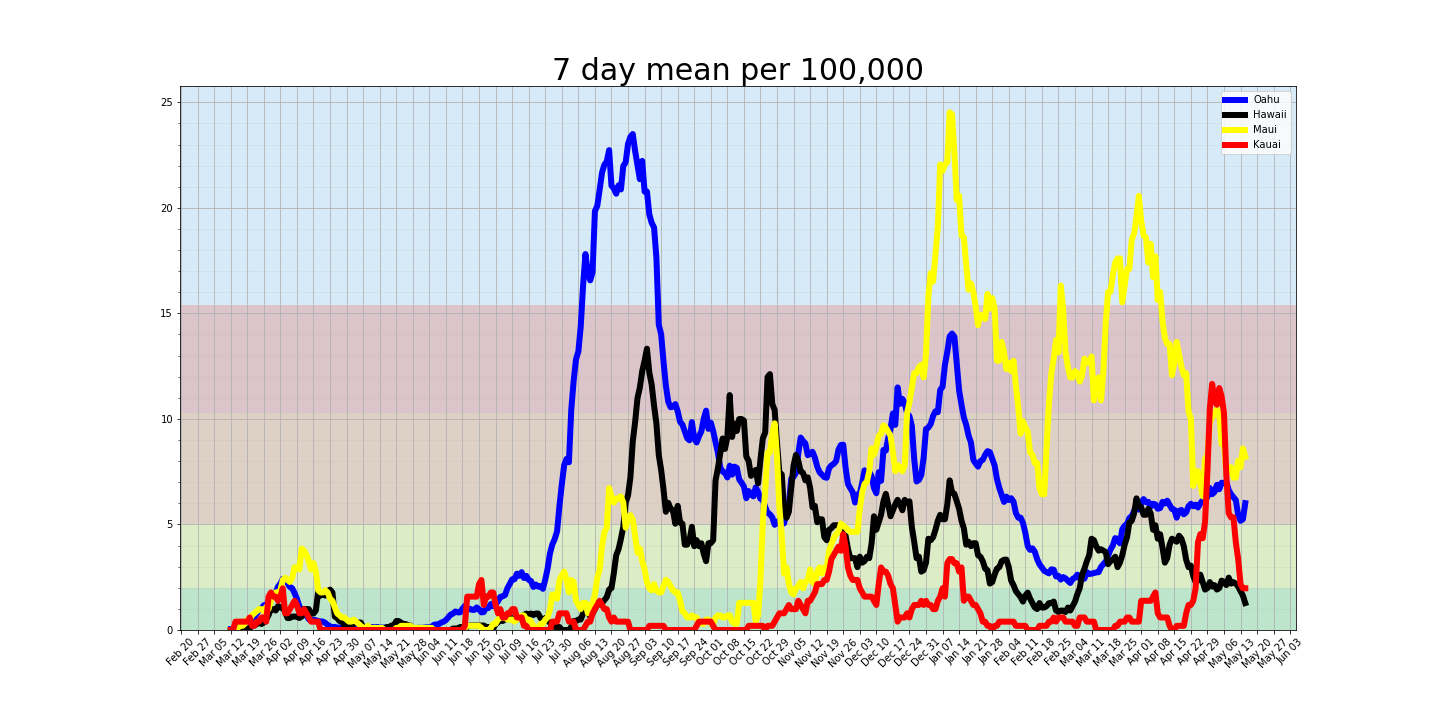 7 day mean per 100,000
25
20
15
10
5
0
Oahu
Hawaii
Maui
Kauai
Feb 20
Feb 27
Mar 05
Mar 12
Mar 19
Mar 26
Apr 02
Apr 09
Apr 16
Apr 23
Apr 30
May 07
May 14
May 21
May 28
Jun 04
Jun 11
Jun 18
Jun 25
Jul 02
Jul 09
Jul 16
Jul 23
Jul 30
Aug 06
Aug 13
Aug 20
Aug 27
Sep 03
Sep 10
Sep 17
Sep 24
Oct 01
Oct 08
Oct 15
Oct 22
Oct 29
Nov 05
Nov 12
Nov 19
Nov 26
Dec 03
Dec 10
Dec 17
Dec 24
Dec 31
Jan 07
Jan 14
Jan 21
Jan 28
Feb 04
Feb 11
Feb 18
Feb 25
Mar 04
Mar 11
Mar 18
Mar 25
Apr 01
Apr 08
Apr 15
Apr 22
Apr 29
May 06
May 13
May 20
May 27
Jun 03